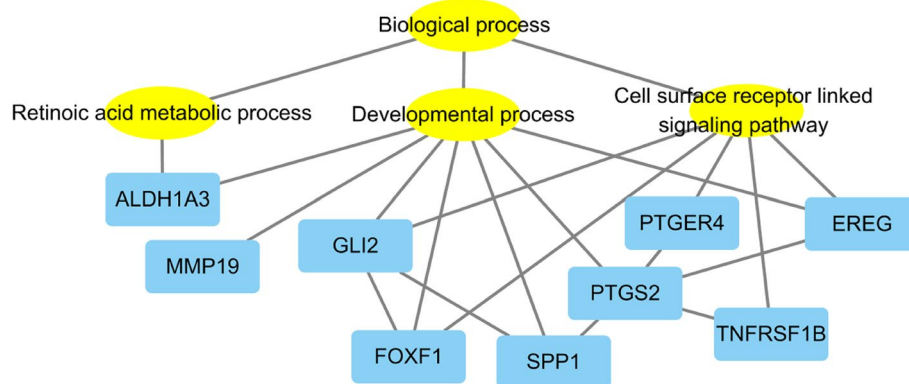 Biological process
Retinoic acid metabolic process
Developmental process
Cell surface receptor linked
signaling pathway
ALDH1A3
MMP19
GLI2
PTGER4
EREG
PTGS2
TNFRSF1B
FOXF1
SPP1